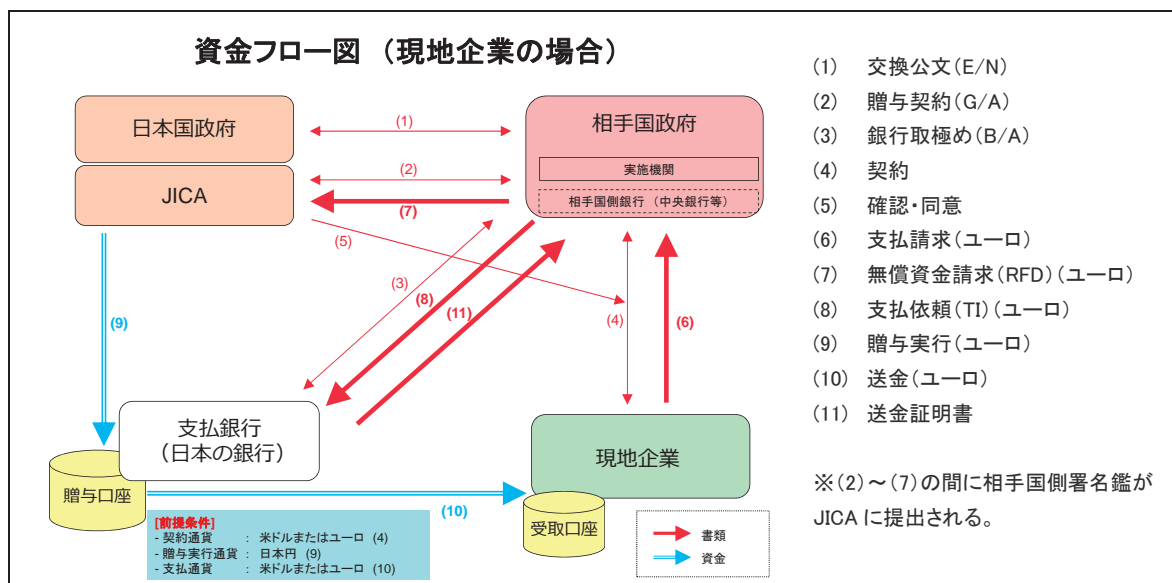 資金フロー図 （現地企業の場合）
日本国政府
JICA
相手国政府
実施機関
相手国側銀行（中央銀行等）
(1)
(2)
(7)
(5)
(3)
(8)
(11)
(4)
(6)
(9)
支払銀行
（日本の銀行）
贈与口座
(10)
現地企業
受取口座
[前提条件]
- 契約通貨 : 米ドルまたはユーロ (4)
- 贈与実行通貨 : 日本円 (9)
- 支払通貨 : 米ドルまたはユーロ (10)
書類
資金
(1) 交換公文(E/N)
(2) 贈与契約(G/A)
(3) 銀行取極め(B/A)
(4) 契約
(5) 確認・同意
(6) 支払請求(ユーロ)
(7) 無償資金請求(RFD)(ユーロ)
(8) 支払依頼(TI)(ユーロ)
(9) 贈与実行(ユーロ)
(10) 送金(ユーロ)
(11) 送金証明書
※(2)～(7)の間に相手国側署名鑑が
JICAに提出される。